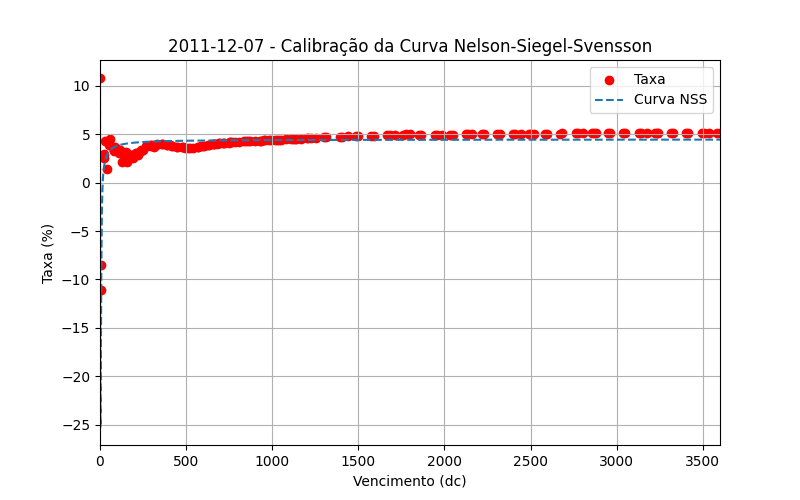 2011-12-07 - Calibração da Curva Nelson-Siegel-Svensson
Taxa
Curva NSS
Taxa (%)
10
5
0
−5
−10
−15
−20
−25
0 500 1000 1500 2000 2500 3000 3500
Vencimento (dc)